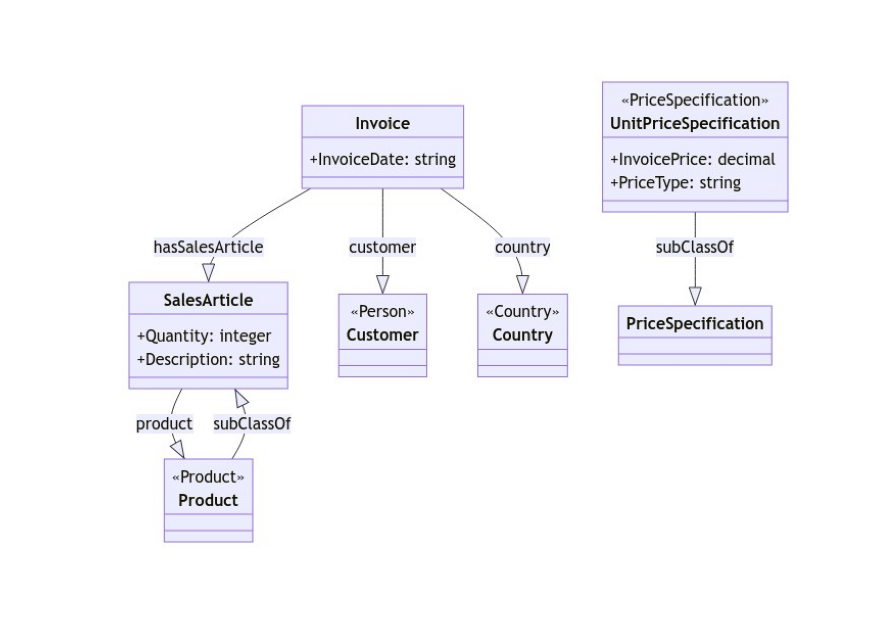 Invoice
+InvoiceDate: string
«PriceSpecification»
UnitPriceSpecification
+InvoicePrice: decimal
+PriceType: string
hasSalesArticle
customer
country
subClassOf
SalesArticle
+Quantity: integer
+Description: string
«Person»
Customer
«Country»
Country
PriceSpecification
product
subClassOf
«Product»
Product